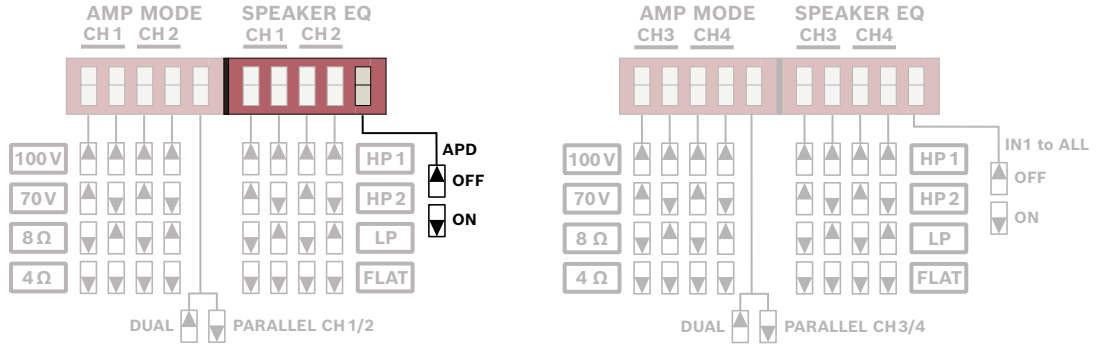 AMP MODE SPEAKER EQ
CH 1 CH 2 CH 1 CH 2
100 V HP 1
APD
OFF
70 V HP 2
ON
8 Ω LP
4 Ω FLAT
DUAL PARALLEL CH 1/2
AMP MODE SPEAKER EQ
CH3 CH4 CH3 CH4
IN1 to ALL
100 V HP 1
OFF
70 V HP 2
ON
8 Ω LP
4 Ω FLAT
DUAL PARALLEL CH3/4